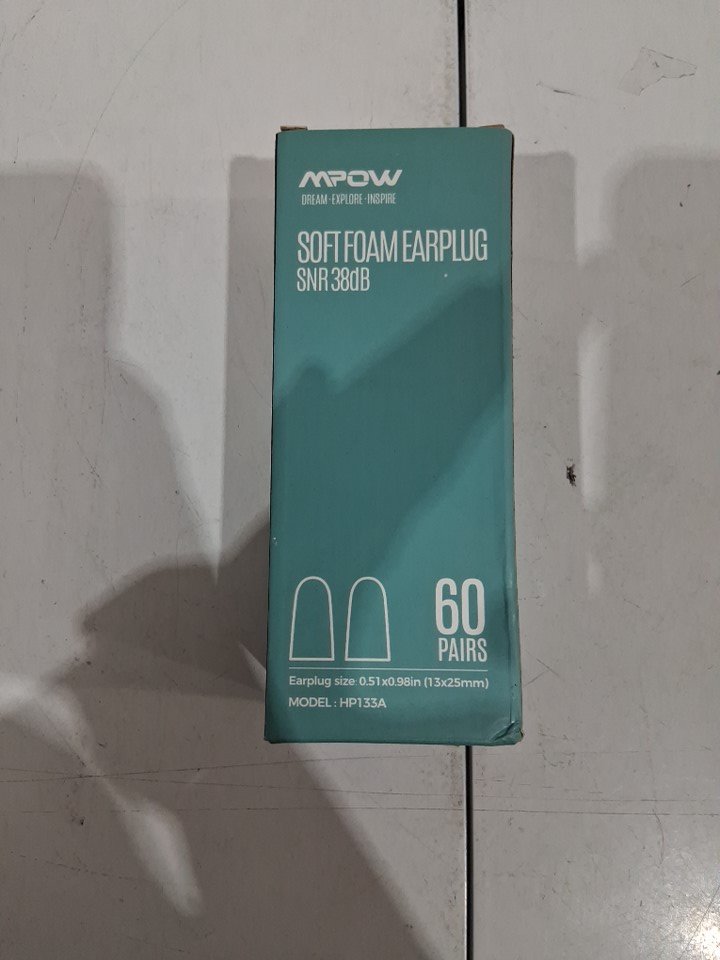 MPOW
DREAM·EXPLORE·INSPIRE
SOFT FOAM EARPLUG
SNR 38dB
60
PAIRS
Earplug size: 0.51x0.98in (13x25mm)
MODEL : HP133A